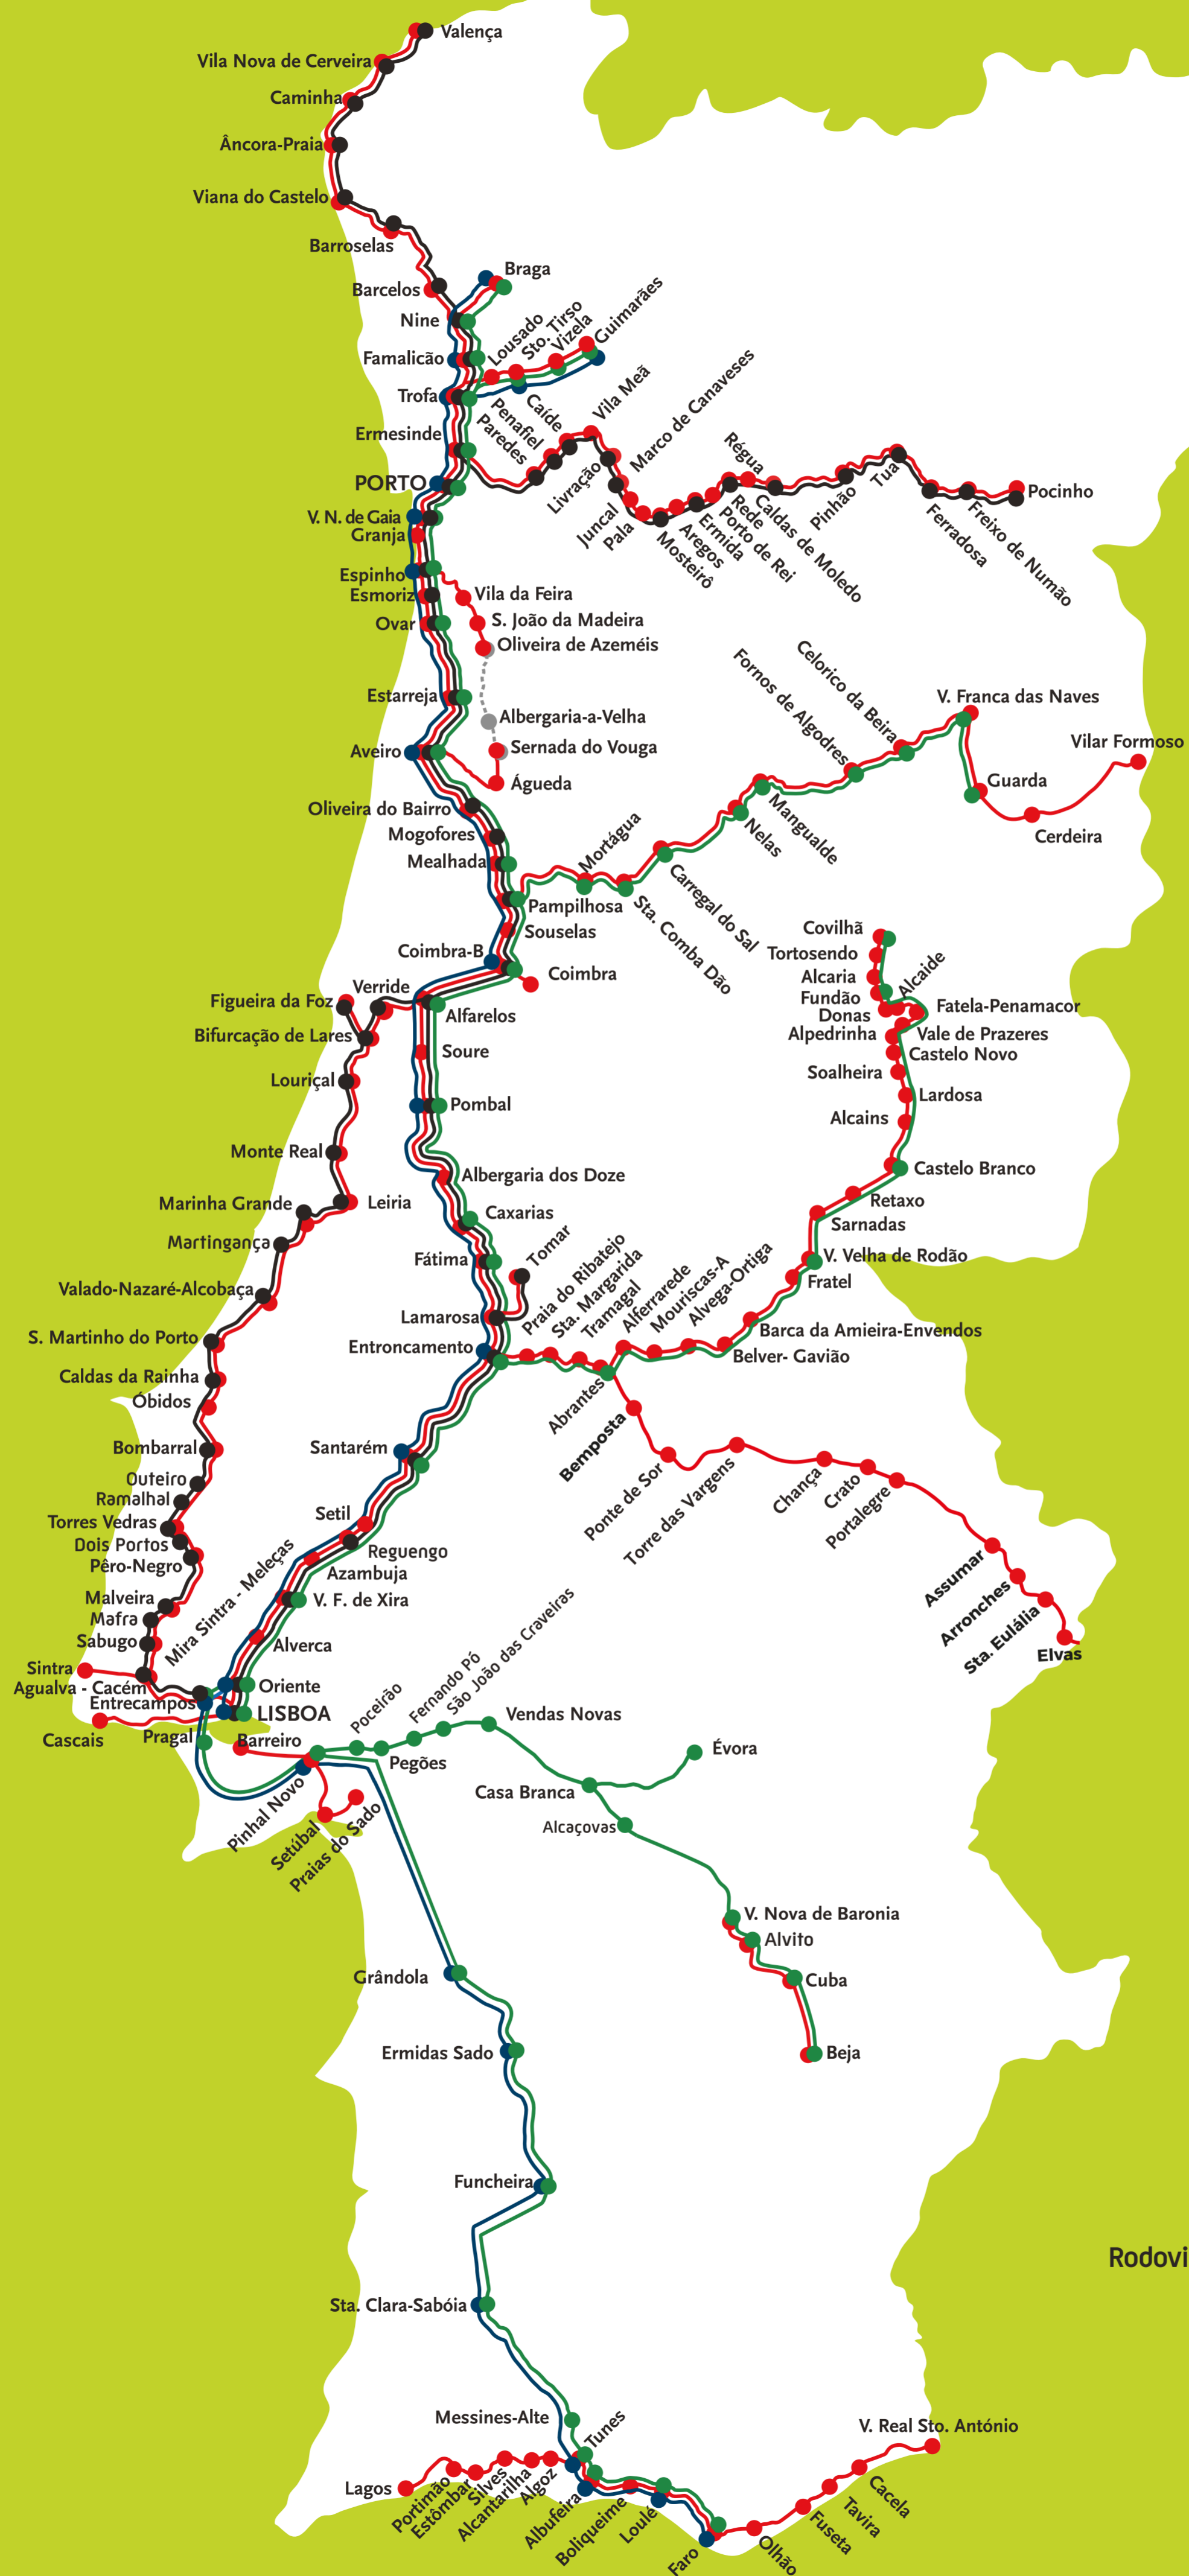 Valença
Vila Nova de Cerveira
Caminha
Âncora-Praia
Viana do Castelo
Barroselas
Barcelos
Braga
Nine
Famalicão
Lousado
Sto. Tirso
Vizela
Guimarães
Trofa
Ermesinde
Paredes
Penafiel
Caíde
Vila Meã
Livração
Marco de Canaveses
Juncal
Pala
Mosteirô
Aregos
Ermida
Porto de Rei
Rede
Caldas de Moledo
Régua
Pinhão
Tua
Ferradosa
Freixo de Numão
Pocinho
PORTO
V. N. de Gaia
Granja
Espinho
Esmoriz
Ovar
Vila da Feira
S. João da Madeira
Oliveira de Azeméis
Albergaria-a-Velha
Sernada do Vouga
Águeda
Estarreja
Aveiro
Oliveira do Bairro
Mogofores
Mealhada
Pampilhosa
Mortágua
Sta. Comba Dão
Carregal do Sal
Nelas
Mangualde
Fornos de Algodres
Celorico da Beira
V. Franca das Naves
Guarda
Cerdeira
Vilar Formoso
Souselas
Coimbra-B
Coimbra
Verride
Figueira da Foz
Alfarelos
Bifurcação de Lares
Soure
Louriçal
Pombal
Monte Real
Albergaria dos Doze
Leiria
Marinha Grande
Caxarias
Martingança
Fátima
Tomar
Valado-Nazaré-Alcobaça
Lamarosa
S. Martinho do Porto
Entroncamento
Caldas da Rainha
Óbidos
Bombarral
Santarém
Outeiro
Ramalhal
Torres Vedras
Dois Portos
Pêro-Negro
Setil
Reguengo
Azambuja
V. F. de Xira
Malveira
Mafra
Sabugo
Mira Sintra - Meleças
Alverca
Sintra
Agualva - Cacém
Entrecampos
Oriente
LISBOA
Cascais
Pragal
Barreiro
Covilhã
Tortosendo
Alcaria
Fundão
Donas
Alcaide
Fatela-Penamacor
Alpedrinha
Vale de Prazeres
Castelo Novo
Soalheira
Lardosa
Alcains
Castelo Branco
Retaxo
Sarnadas
V. Velha de Rodão
Fratel
Barca da Amieira-Envendos
Belver- Gavião
Alvega-Ortiga
Mouriscas-A
Alferrarede
Tramagal
Sta. Margarida
Praia do Ribatejo
Abrantes
Bemposta
Ponte de Sor
Torre das Vargens
Chança
Crato
Portalegre
Assumar
Arronches
Sta. Eulália
Elvas
Pinhal Novo
Setúbal
Praias do Sado
Poceirão
Pegões
Fernando Pó
São João das Craveiras
Vendas Novas
Casa Branca
Évora
Alcaçovas
V. Nova de Baronia
Alvito
Cuba
Beja
Grândola
Ermidas Sado
Funcheira
Rodovi
Sta. Clara-Sabóia
Messines-Alte
Tunes
Lagos
Portimão
Estômbar
Silves
Alcantarilha
Algoz
Albufeira
Boliqueime
Loulé
Faro
Olhão
Fuseta
Tavira
Cacela
V. Real Sto. António